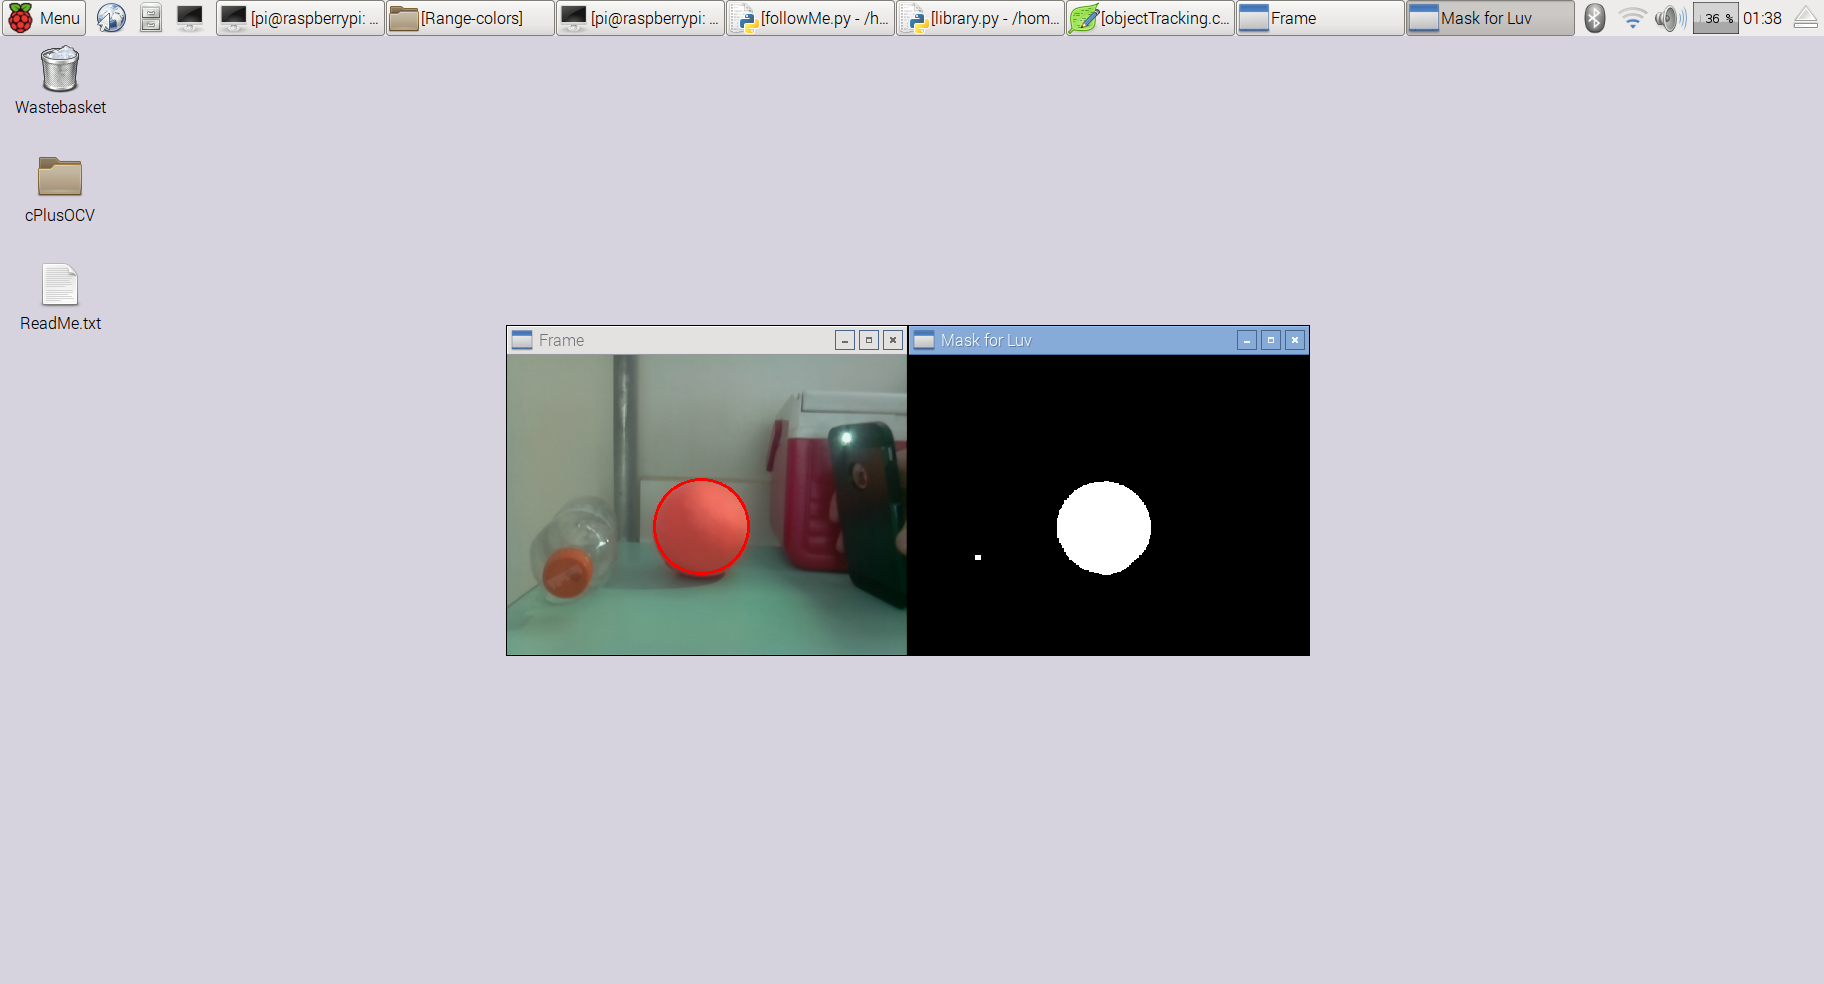 Menu
[pi@raspberrypi: ...
[Range-colors]
[pi@raspberrypi: ...
[followMe.py - /h...
[library.py - /hom...
[objectTracking.c...
Frame
Mask for Luv
36 %
01:38
Wastebasket
cPlusOCV
ReadMe.txt
Frame
Mask for Luv